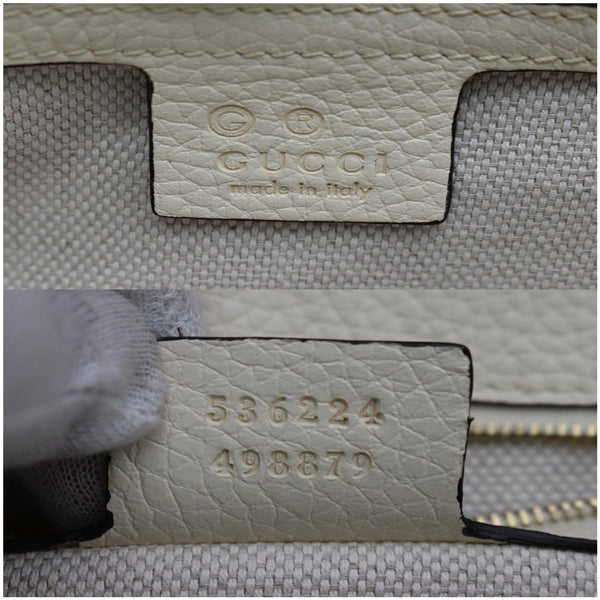 G R
GUCCI
made in italy
536224
498879